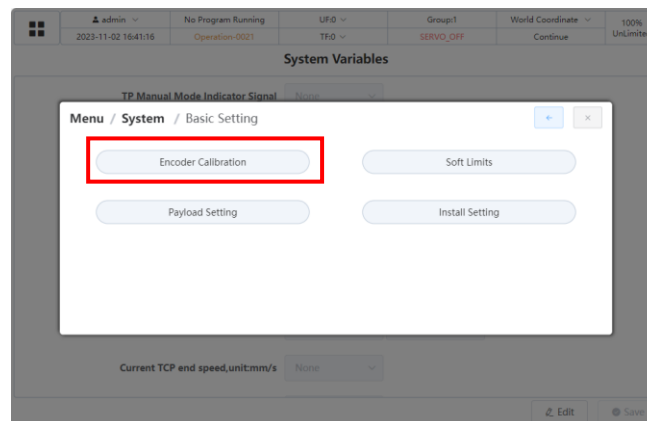 admin No Program Running UF:0 Group:1 World Coordinate 100%
2023-11-02 16:41:16 Operation-0021 TF:0 SERVO_OFF Continue UnLimite
System Variables
TP Manual Mode Indicator Signal None
Menu / System / Basic Setting
Encoder Calibration Soft Limits
Payload Setting Install Setting
Current TCP end speed,unit:mm/s None
Edit Save